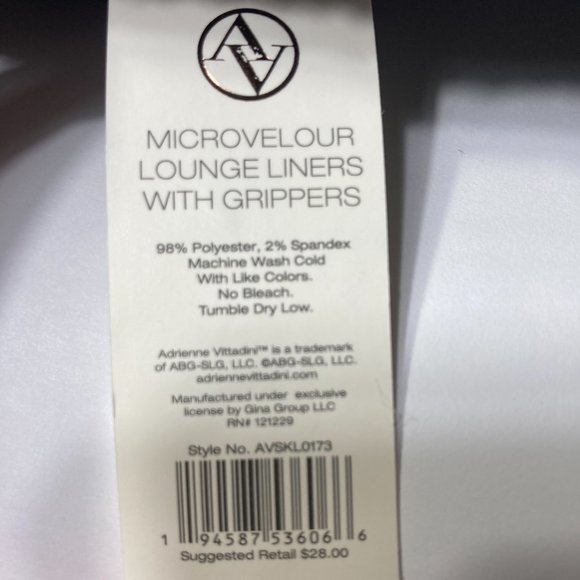 AV
MICROVELOUR
LOUNGE LINERS
WITH GRIPPERS
98% Polyester, 2% Spandex
Machine Wash Cold
With Like Colors.
No Bleach.
Tumble Dry Low.
Adrienne Vittadini™ is a trademark
of ABG-SLG, LLC. ©ABG-SLG, LLC.
adriennevittadini.com
Manufactured under exclusive
license by Gina Group LLC
RN# 121229
Style No. AVSKL0173
1 94587 53606 6
Suggested Retail $28.00